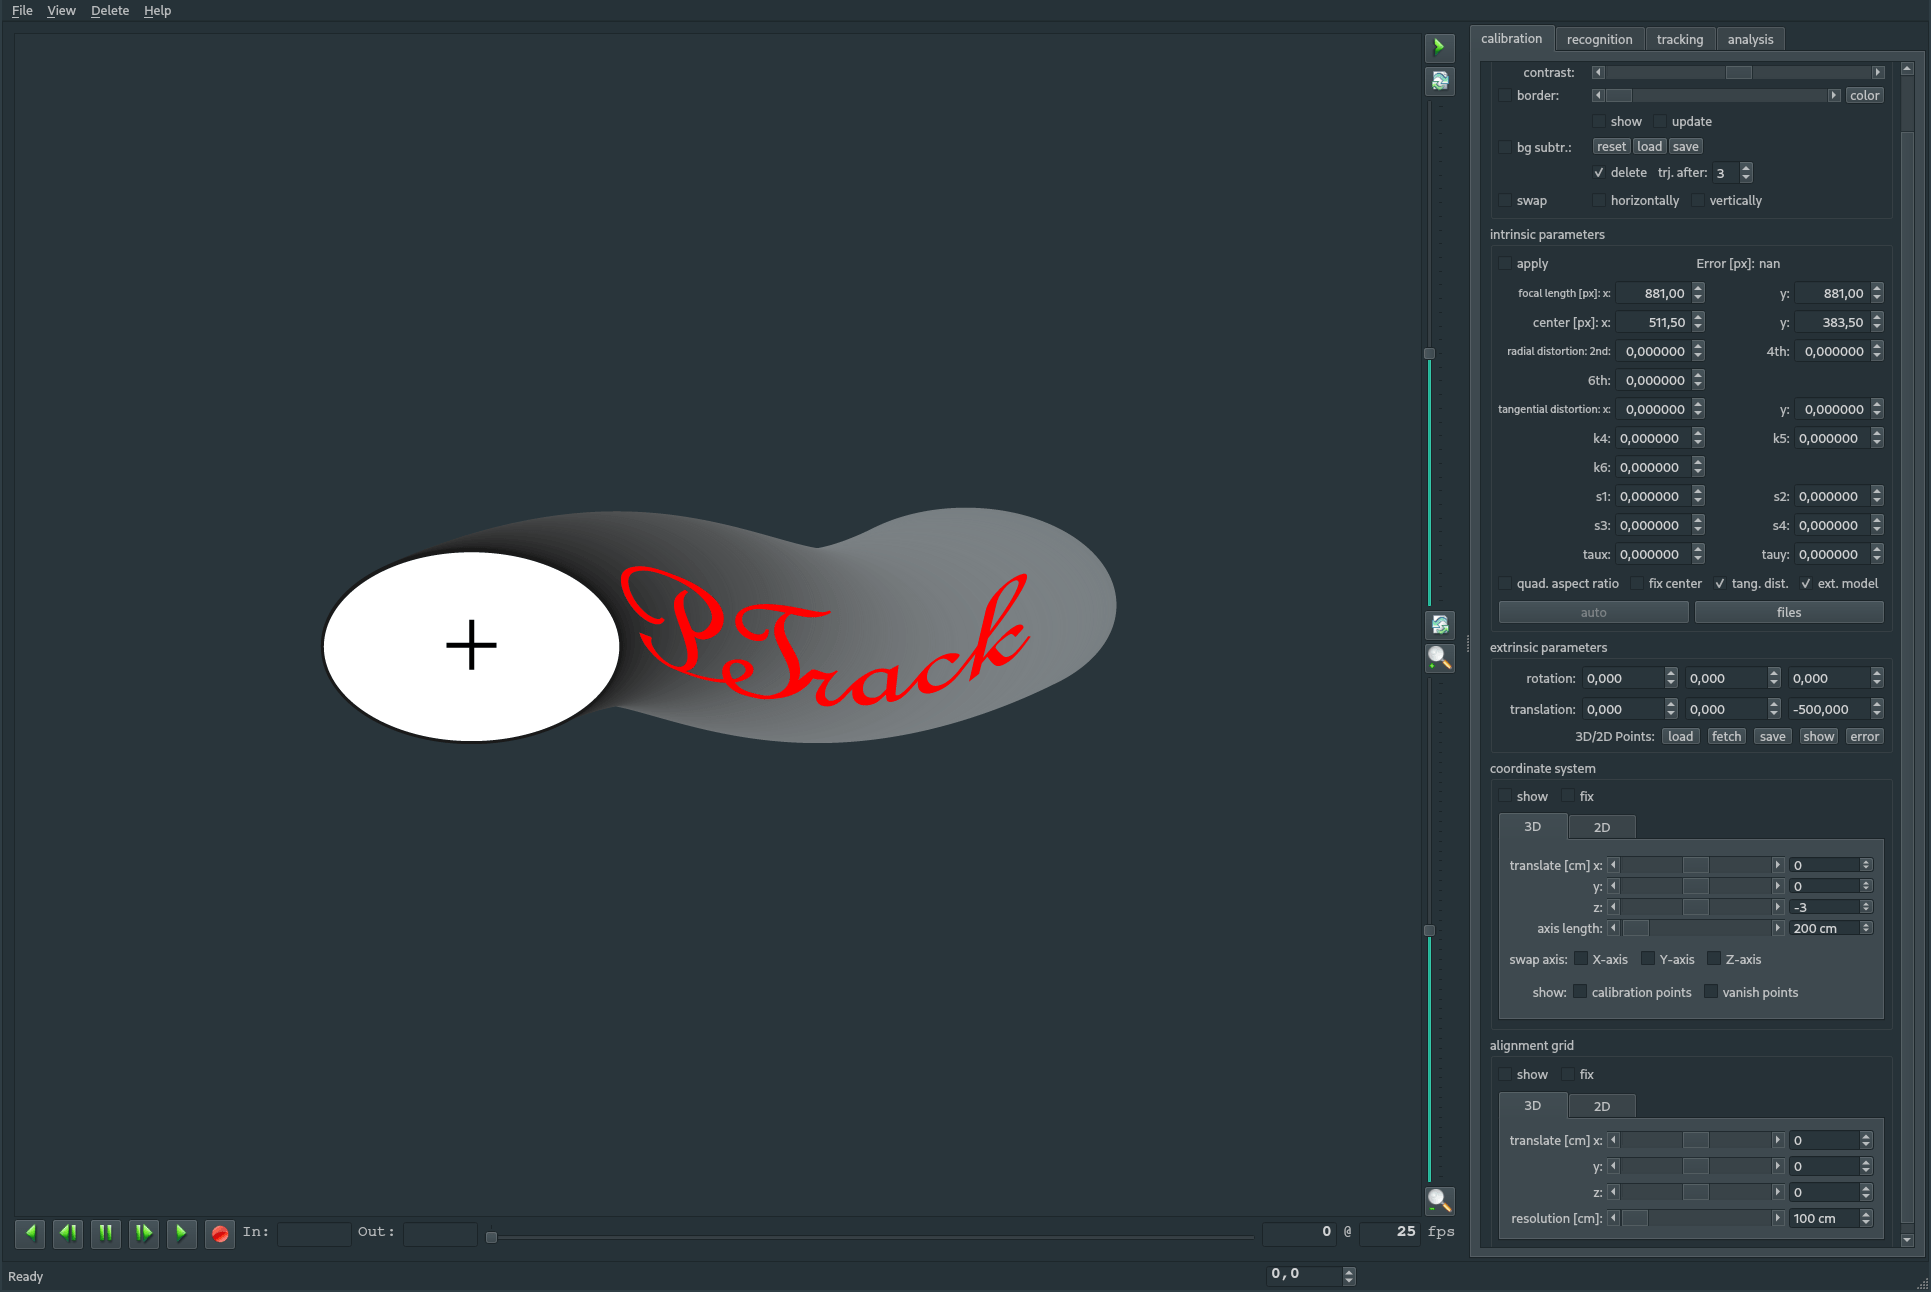 File View Delete Help
PeTrack
In: Out: 0 @ 25 fps
Ready 0,0
calibration recognition tracking analysis
contrast:
border: color
show update
bg subtr.: reset load save
delete trj. after: 3
swap horizontally vertically
intrinsic parameters
apply Error [px]: nan
focal length [px]: x: 881,00 y: 881,00
center [px]: x: 511,50 y: 383,50
radial distortion: 2nd: 0,000000 4th: 0,000000
6th: 0,000000
tangential distortion: x: 0,000000 y: 0,000000
k4: 0,000000 k5: 0,000000
k6: 0,000000
s1: 0,000000 s2: 0,000000
s3: 0,000000 s4: 0,000000
taux: 0,000000 tauy: 0,000000
quad. aspect ratio fix center tang. dist. ext. model
auto files
extrinsic parameters
rotation: 0,000 0,000 0,000
translation: 0,000 0,000 -500,000
3D/2D Points: load fetch save show error
coordinate system
show fix
3D 2D
translate [cm] x: 0
y: 0
z: -3
axis length: 200 cm
swap axis: X-axis Y-axis Z-axis
show: calibration points vanish points
alignment grid
show fix
3D 2D
translate [cm] x: 0
y: 0
z: 0
resolution [cm]: 100 cm